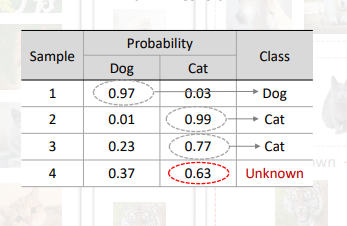 Sample Probability Class
Dog Cat
1 0.97 0.03 Dog
2 0.01 0.99 Cat
3 0.23 0.77 Cat
4 0.37 0.63 Unknown